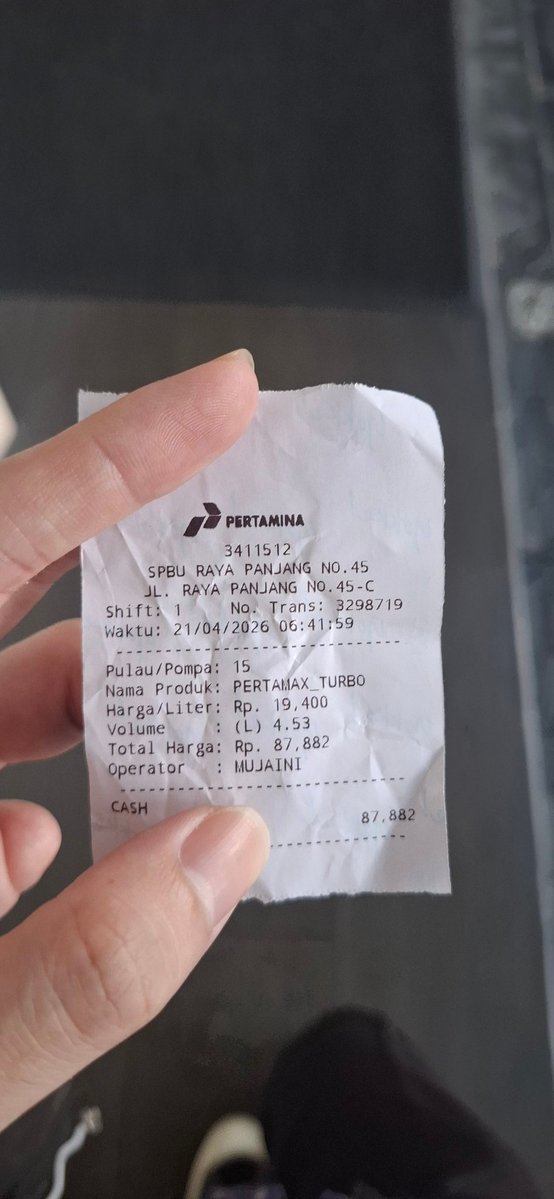 PERTAMINA
3411512
SPBU RAYA PANJANG NO.45
JL. RAYA PANJANG NO.45-C
Shift: 1 No. Trans: 3298719
Waktu: 21/04/2026 06:41:59
Pulau/Pompa: 15
Nama Produk: PERTAMAX_TURBO
Harga/Liter: Rp. 19,400
Volume : (L) 4.53
Total Harga: Rp. 87,882
Operator : MUJAINI
CASH 87,882